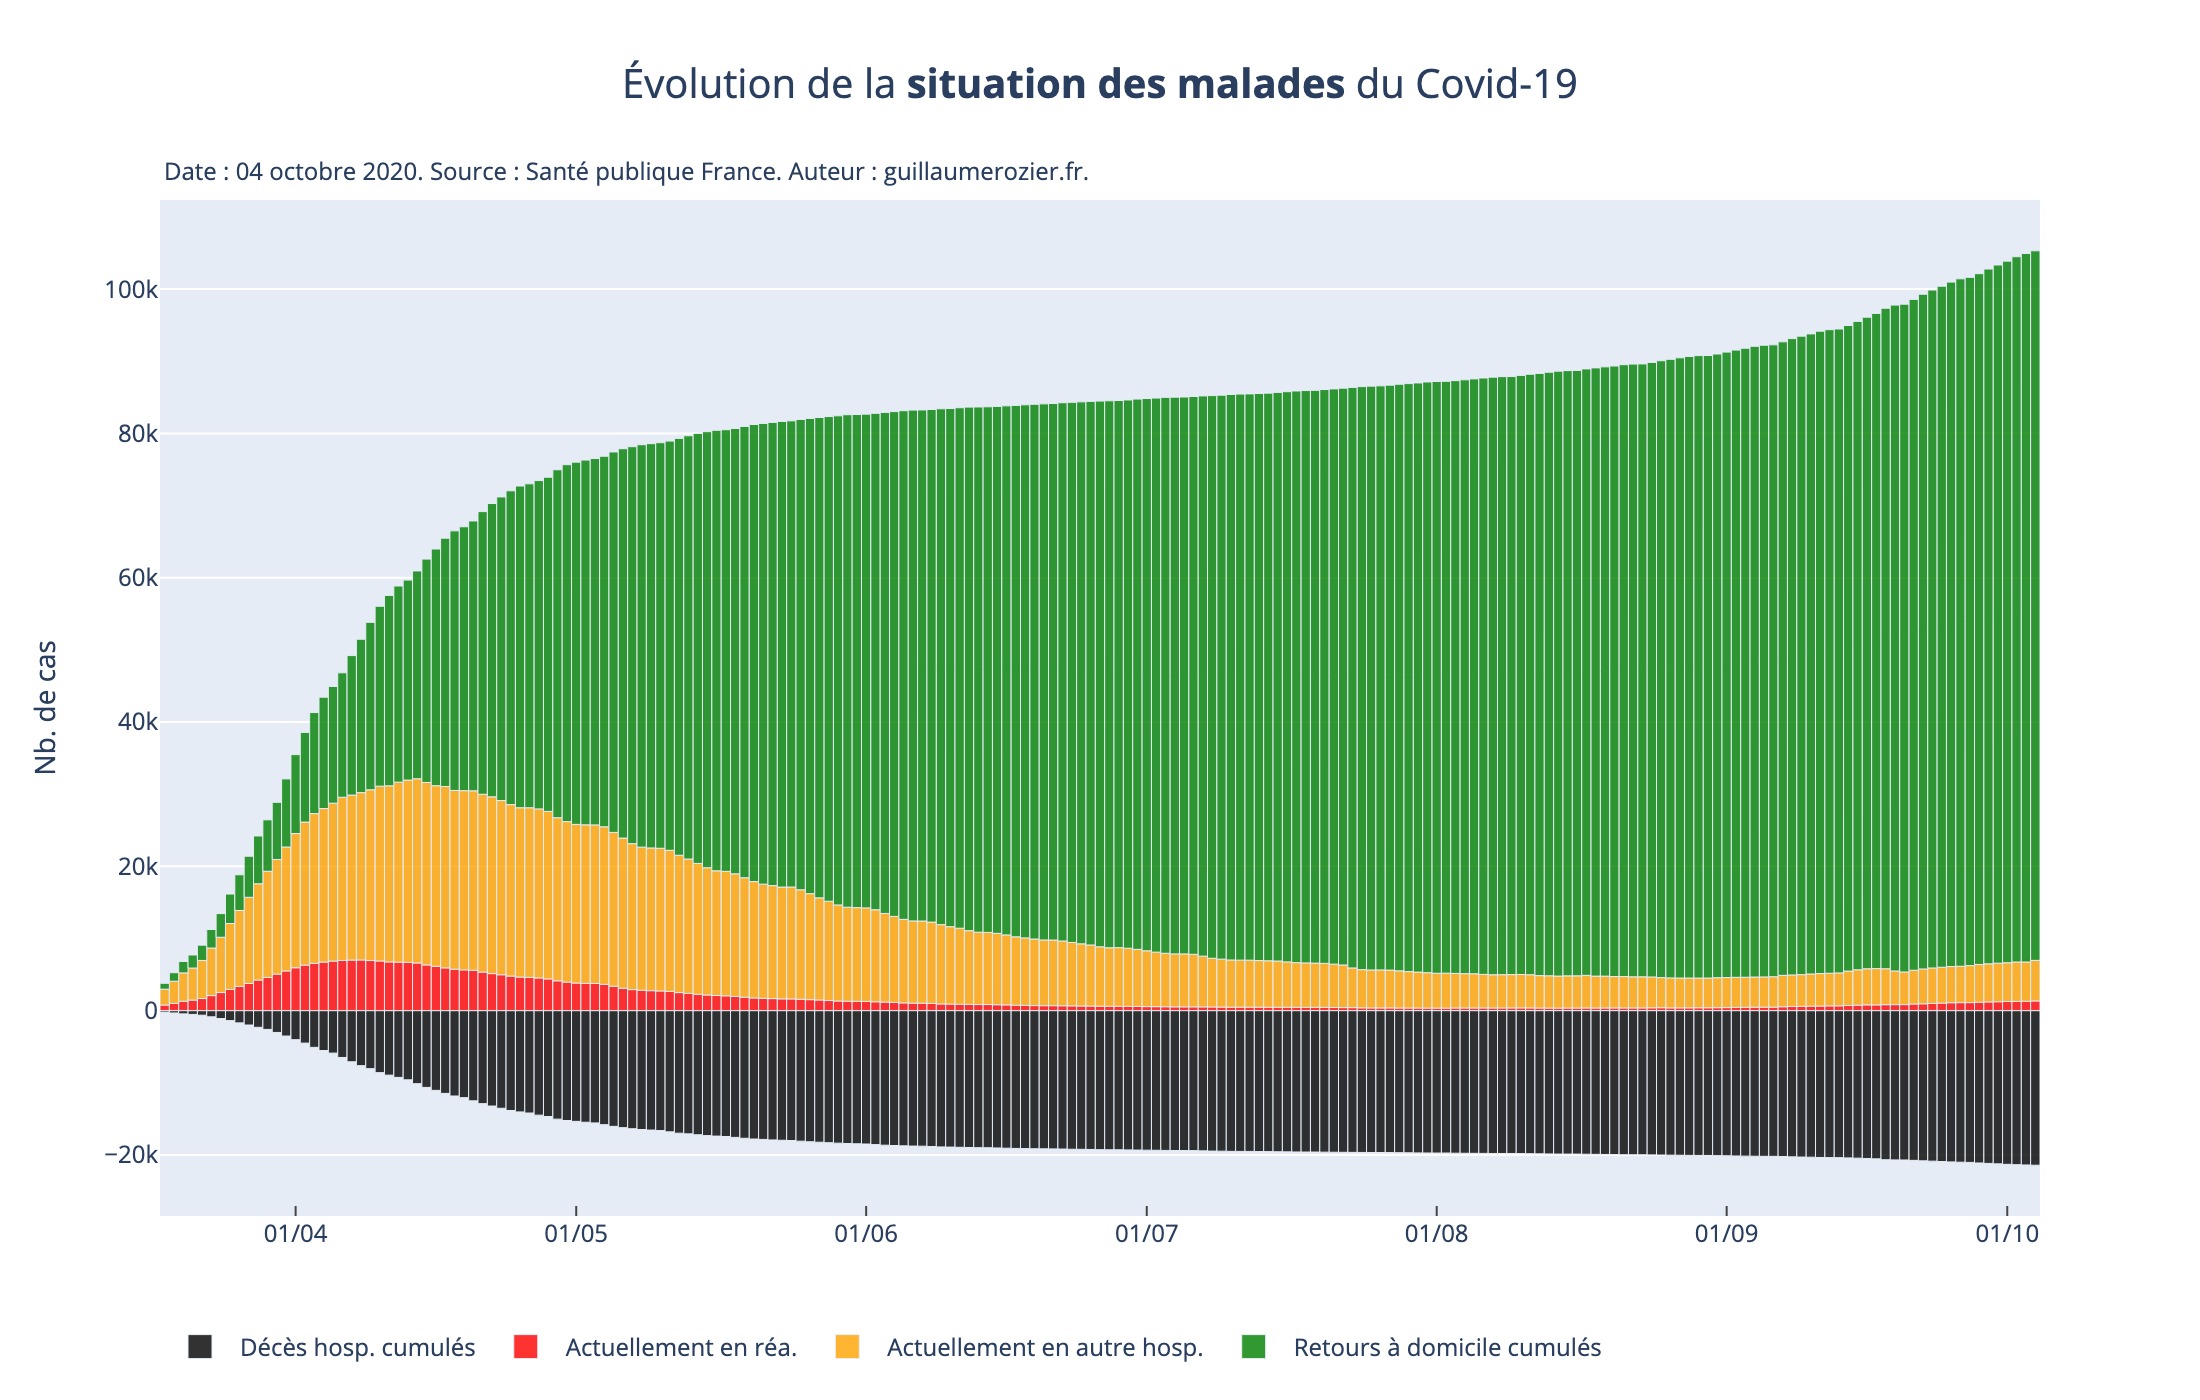 Évolution de la situation des malades du Covid-19
Date : 04 octobre 2020. Source : Santé publique France. Auteur : guillaumerozier.fr.
Nb. de cas
100k
80k
60k
40k
20k
0
−20k
01/04 01/05 01/06 01/07 01/08 01/09 01/10
Décès hosp. cumulés Actuellement en réa. Actuellement en autre hosp. Retours à domicile cumulés